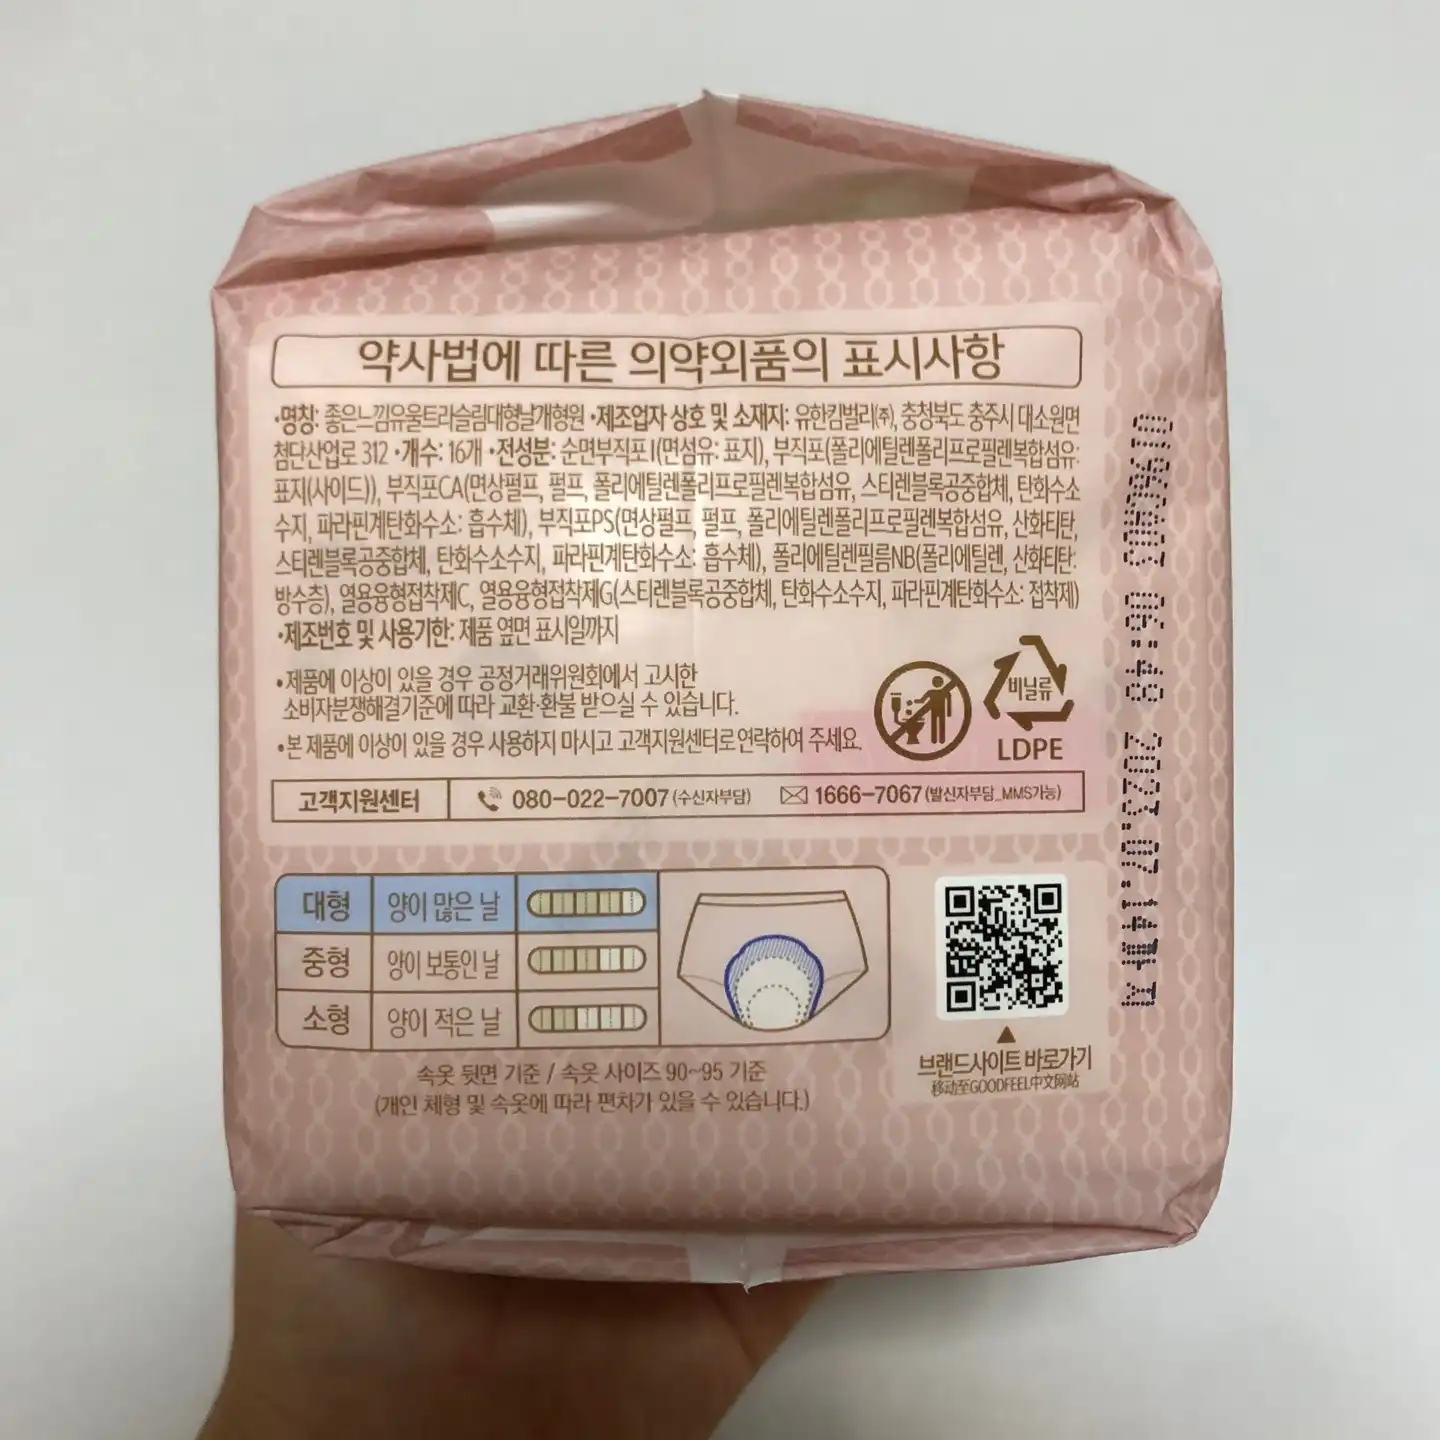 약사법에 따른 의약외품의 표시사항
•명칭: 좋은느낌유울트라슬림대형날개형원 •제조업자 상호 및 소재지: 유한킴벌리㈜, 충청북도 충주시 대소원면
첨단산업로 312 •개수: 16개 •전성분: 순면부직포I(면섬유: 표지), 부직포(폴리에틸렌폴리프로필렌복합섬유:
표지(사이드)), 부직포CA(면상펄프, 펄프, 폴리에틸렌폴리프로필렌복합섬유, 스티렌블록공중합체, 탄화수소
수지, 파라핀계탄화수소: 흡수체), 부직포PS(면상펄프, 펄프, 폴리에틸렌폴리프로필렌복합섬유, 산화티탄,
스티렌블록공중합체, 탄화수소수지, 파라핀계탄화수소: 흡수체), 폴리에틸렌필름NB(폴리에틸렌, 산화티탄:
방수층), 열용융형접착제C, 열용융형접착제G(스티렌블록공중합체, 탄화수소수지, 파라핀계탄화수소: 접착제)
•제조번호 및 사용기한: 제품 옆면 표시일까지
•제품에 이상이 있을 경우 공정거래위원회에서 고시한
소비자분쟁해결기준에 따라 교환·환불 받으실 수 있습니다.
•본 제품에 이상이 있을 경우 사용하지 마시고 고객지원센터로 연락하여 주세요.
비닐류
LDPE
고객지원센터 080-022-7007 (수신자부담) 1666-7067 (발신자부담_MMS가능)
대형 양이 많은 날
중형 양이 보통인 날
소형 양이 적은 날
속옷 뒷면 기준 / 속옷 사이즈 90~95 기준
(개인 체형 및 속옷에 따라 편차가 있을 수 있습니다.)
브랜드사이트 바로가기
移动至GOODFEEL中文网站
06:48 2023.07.14까지